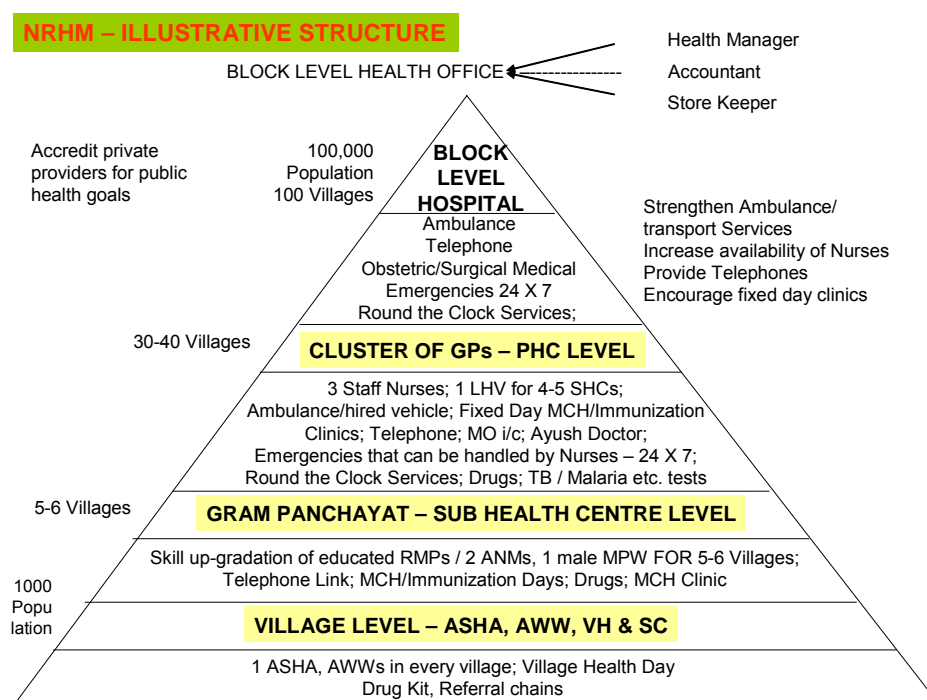 NRHM – ILLUSTRATIVE STRUCTURE
BLOCK LEVEL HEALTH OFFICE
Health Manager
Accountant
Store Keeper
Accredit private
providers for public
health goals
100,000
Population
100 Villages
BLOCK
LEVEL
HOSPITAL
Strengthen Ambulance/
transport Services
Increase availability of Nurses
Provide Telephones
Encourage fixed day clinics
Ambulance
Telephone
Obstetric/Surgical Medical
Emergencies 24 X 7
Round the Clock Services;
30-40 Villages
CLUSTER OF GPs – PHC LEVEL
3 Staff Nurses; 1 LHV for 4-5 SHCs;
Ambulance/hired vehicle; Fixed Day MCH/Immunization
Clinics; Telephone; MO i/c; Ayush Doctor;
Emergencies that can be handled by Nurses – 24 X 7;
Round the Clock Services; Drugs; TB / Malaria etc. tests
5-6 Villages
GRAM PANCHAYAT – SUB HEALTH CENTRE LEVEL
Skill up-gradation of educated RMPs / 2 ANMs, 1 male MPW FOR 5-6 Villages;
Telephone Link; MCH/Immunization Days; Drugs; MCH Clinic
1000
Popu
lation
VILLAGE LEVEL – ASHA, AWW, VH & SC
1 ASHA, AWWs in every village; Village Health Day
Drug Kit, Referral chains